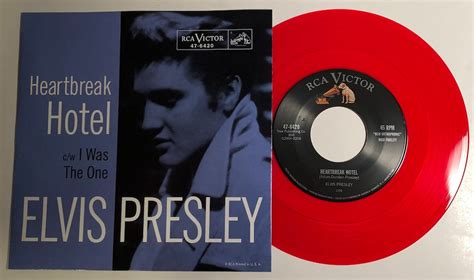 RCA VICTOR
47-6420
Heartbreak
Hotel
c/w I Was
The One
ELVIS PRESLEY
RCA VICTOR
47-6420
45 RPM
HEARTBREAK HOTEL
ELVIS PRESLEY